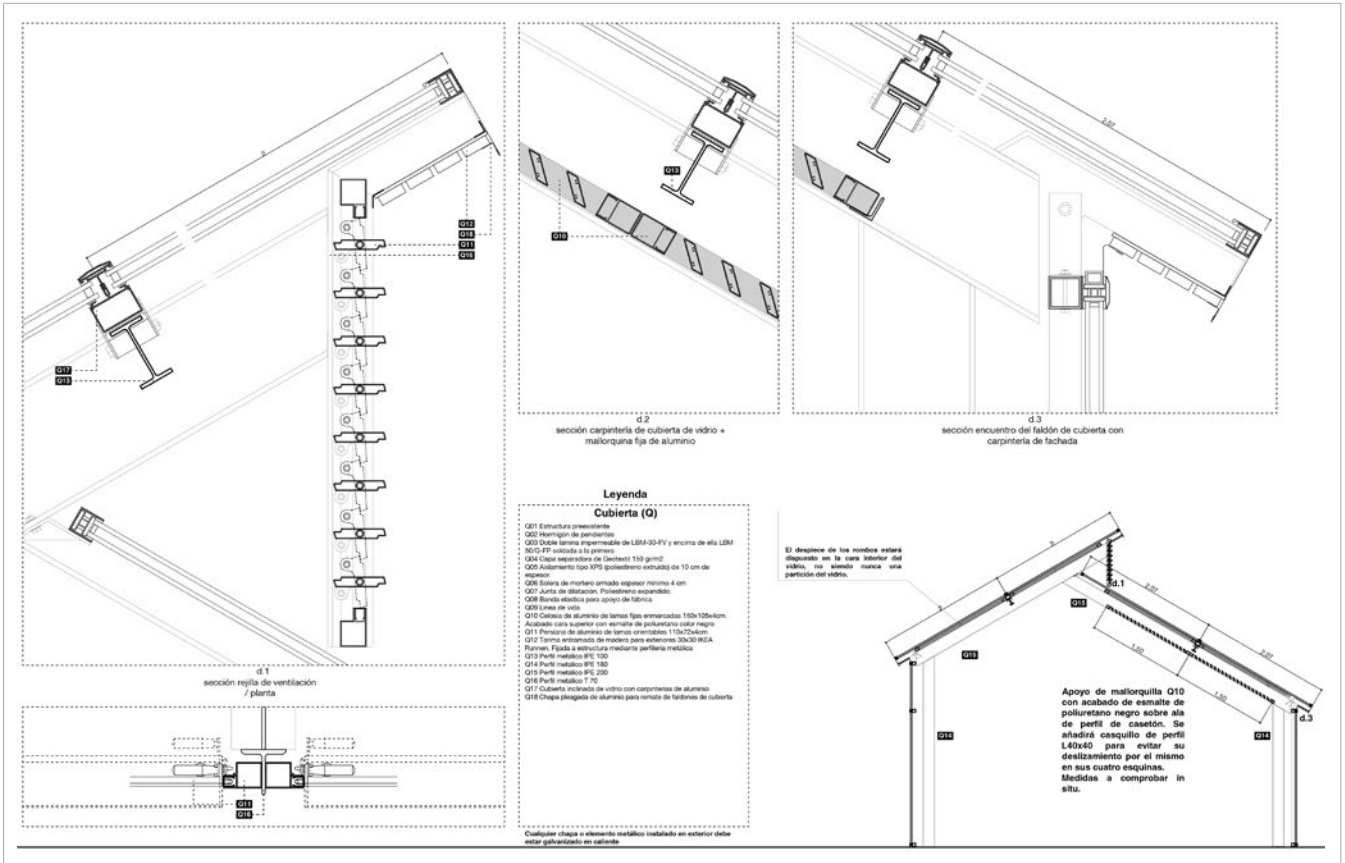 2
Q12
Q18
Q11
Q16
Q17
Q13
d.1
sección rejilla de ventilación
/ planta
Q11
Q16
Q13
Q10
d.2
sección carpintería de cubierta de vidrio +
mallorquina fija de aluminio
2,07
d.3
sección encuentro del faldón de cubierta con
carpintería de fachada
Leyenda
Cubierta (Q)
Q01 Estructura preexistente
Q02 Hormigón de pendientes
Q03 Doble lámina impermeable de LBM-30-FV y encima de ella LBM
50/G-FP soldada a la primera
Q04 Capa separadora de Geotextil 150 gr/m2
Q05 Aislamiento tipo XPS (poliestireno extruido) de 10 cm de
espesor.
Q06 Solera de mortero armado espesor mínimo 4 cm
Q07 Junta de dilatación. Poliestireno expandido.
Q08 Banda elástica para apoyo de fábrica
Q09 Línea de vida
Q10 Celosía de aluminio de lamas fijas enmarcadas 150x105x4cm.
Acabado cara superior con esmalte de poliuretano color negro
Q11 Persiana de aluminio de lamas orientables 110x72x4cm
Q12 Tarima entramada de madera para exteriores 30x30 IKEA
Runnen. Fijada a estructura mediante perfilería metálica
Q13 Perfil metálico IPE 100
Q14 Perfil metálico IPE 180
Q15 Perfil metálico IPE 200
Q16 Perfil metálico T 70
Q17 Cubierta inclinada de vidrio con carpinterías de aluminio
Q18 Chapa plegada de aluminio para remate de faldones de cubierta
Cualquier chapa o elemento metálico instalado en exterior debe
estar galvanizado en caliente
El despiece de los rombos estará
dispuesto en la cara interior del
vidrio, no siendo nunca una
partición del vidrio.
2
2
d.1
2,07
Q15
Q15
1,50
2,07
1,50
d.3
Q14
Q14
Apoyo de mallorquilla Q10
con acabado de esmalte de
poliuretano negro sobre ala
de perfil de casetón. Se
añadirá casquillo de perfil
L40x40 para evitar su
deslizamiento por el mismo
en sus cuatro esquinas.
Medidas a comprobar in
situ.